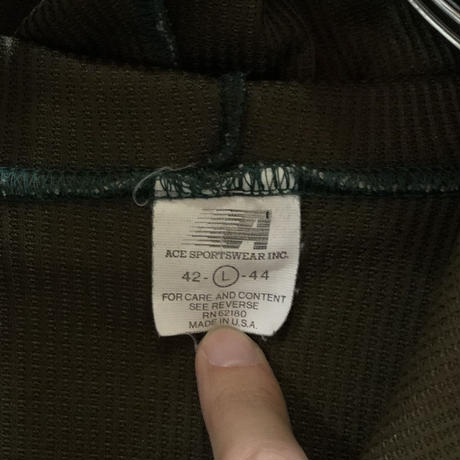 A
ACE SPORTSWEAR INC.
42-L-44
FOR CARE AND CONTENT
SEE REVERSE
RN 62180
MADE IN U.S.A.